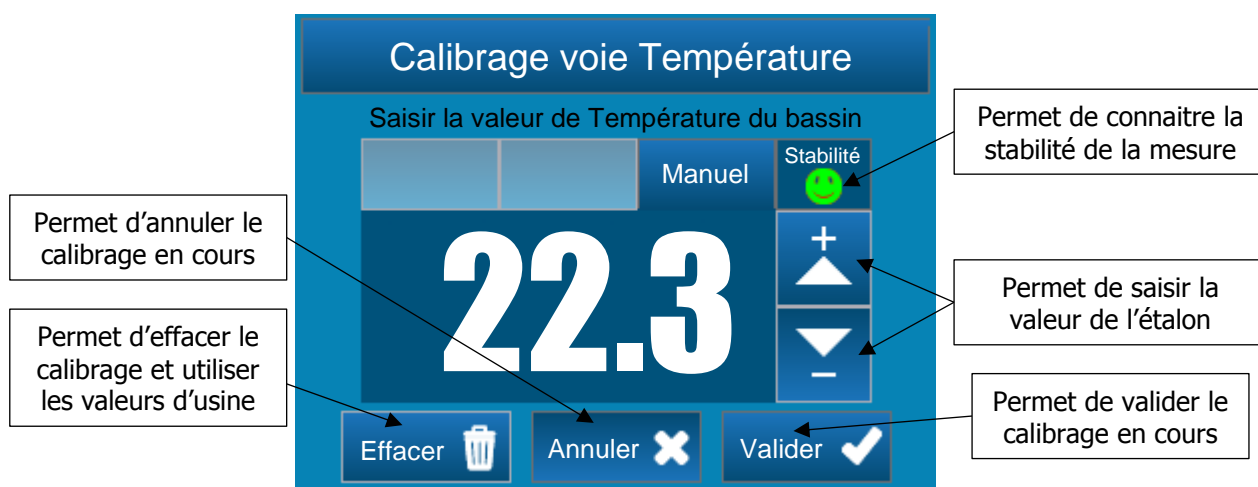 Calibrage voie Température
Saisir la valeur de Température du bassin
Manuel
Stabilité
22.3
+
–
Effacer
Annuler
Valider
Permet d’annuler le
calibrage en cours
Permet d’effacer le
calibrage et utiliser
les valeurs d’usine
Permet de connaitre la
stabilité de la mesure
Permet de saisir la
valeur de l’étalon
Permet de valider le
calibrage en cours